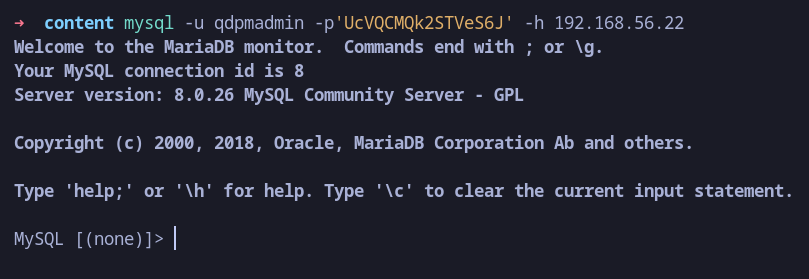 → content mysql -u qdpmadmin -p'UcVQCMQk2STVeS6J' -h 192.168.56.22
Welcome to the MariaDB monitor.  Commands end with ; or \g.
Your MySQL connection id is 8
Server version: 8.0.26 MySQL Community Server - GPL
Copyright (c) 2000, 2018, Oracle, MariaDB Corporation Ab and others.
Type 'help;' or '\h' for help. Type '\c' to clear the current input statement.
MySQL [(none)]>